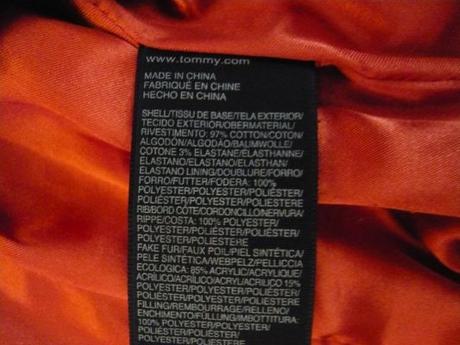 www.tommy.com
MADE IN CHINA
FABRIQUÉ EN CHINE
HECHO EN CHINA
SHELL/TISSU DE BASE/TELA EXTERIOR/
TECIDO EXTERIOR/OBERMATERIAL/
RIVESTIMENTO: 97% COTTON/COTON/
ALGODÓN/ALGODÃO/BAUMWOLLE/
COTONE 3% ELASTANE/ÉLASTHANNE/
ELASTANO/ELASTANO/ELASTHAN/
ELASTANO LINING/DOUBLURE/FORRO/
FORRO/FUTTER/FODERA: 100%
POLYESTER/POLYESTER/POLIÉSTER/
POLIÉSTER/POLYESTER/POLIESTERE
RIB/BORD CÔTE/CORDONCILLO/NERVURA/
RIPPE/COSTA: 100% POLYESTER/
POLYESTER/POLIÉSTER/POLIÉSTER/
POLYESTER/POLIESTERE
FAKE FUR/FAUX POIL/PIEL SINTÉTICA/
PELE SINTÉTICA/WEBPELZ/PELLICCIA
ECOLOGICA: 85% ACRYLIC/ACRYLIQUE/
ACRÍLICO/ACRÍLICO/ACRYL/ACRILICO 15%
POLYESTER/POLYESTER/POLIÉSTER/
POLIÉSTER/POLYESTER/POLIESTERE
FILLING/REMBOURRAGE/RELLENO/
ENCHIMENTO/FÜLLUNG/IMBOTTITURA:
100% POLYESTER/POLYESTER/
POLIÉSTER/POLIÉSTER/POLYESTER/